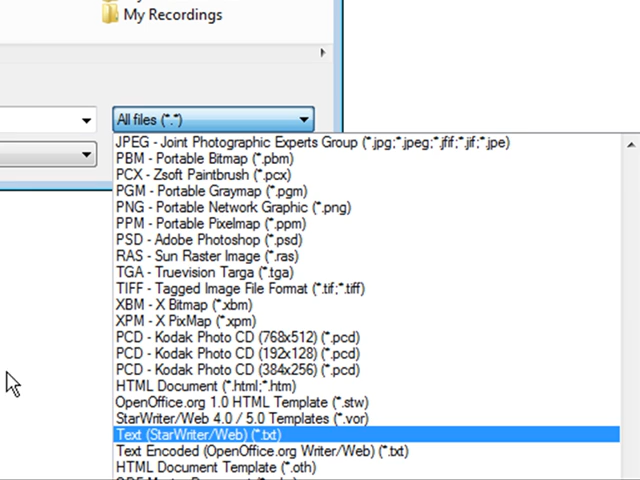 My Recordings
All files (*.*)
JPEG - Joint Photographic Experts Group (*.jpg;*.jpeg;*.jfif;*.jif;*.jpe)
PBM - Portable Bitmap (*.pbm)
PCX - Zsoft Paintbrush (*.pcx)
PGM - Portable Graymap (*.pgm)
PNG - Portable Network Graphic (*.png)
PPM - Portable Pixelmap (*.ppm)
PSD - Adobe Photoshop (*.psd)
RAS - Sun Raster Image (*.ras)
TGA - Truevision Targa (*.tga)
TIFF - Tagged Image File Format (*.tif;*.tiff)
XBM - X Bitmap (*.xbm)
XPM - X PixMap (*.xpm)
PCD - Kodak Photo CD (768x512) (*.pcd)
PCD - Kodak Photo CD (192x128) (*.pcd)
PCD - Kodak Photo CD (384x256) (*.pcd)
HTML Document (*.html;*.htm)
OpenOffice.org 1.0 HTML Template (*.stw)
StarWriter/Web 4.0 / 5.0 Templates (*.vor)
Text (StarWriter/Web) (*.txt)
Text Encoded (OpenOffice.org Writer/Web) (*.txt)
HTML Document Template (*.oth)